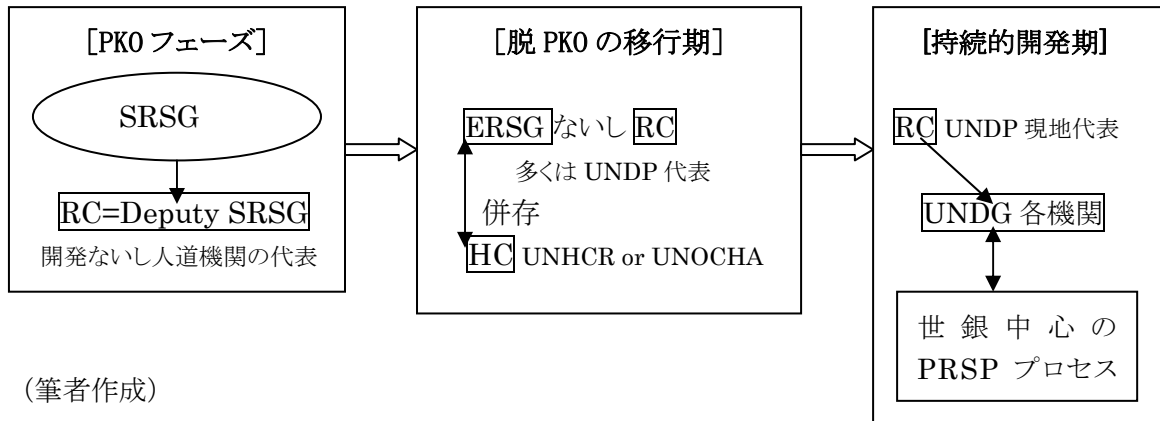 [PKO フェーズ]
SRSG
RC=Deputy SRSG
開発ないし人道機関の代表
[脱 PKO の移行期]
ERSG ないし RC
多くは UNDP 代表
併存
HC UNHCR or UNOCHA
[持続的開発期]
RC UNDP 現地代表
UNDG 各機関
世銀中心の
PRSP プロセス
(筆者作成)